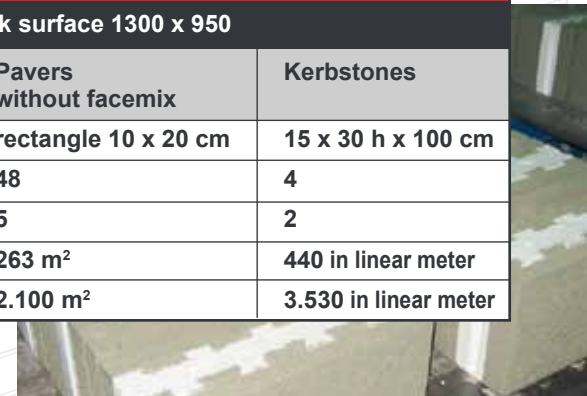 k surface 1300 x 950
Pavers Kerbstones
without facemix
rectangle 10 x 20 cm 15 x 30 h x 100 cm
48 4
5 2
263 m² 440 in linear meter
2.100 m² 3.530 in linear meter